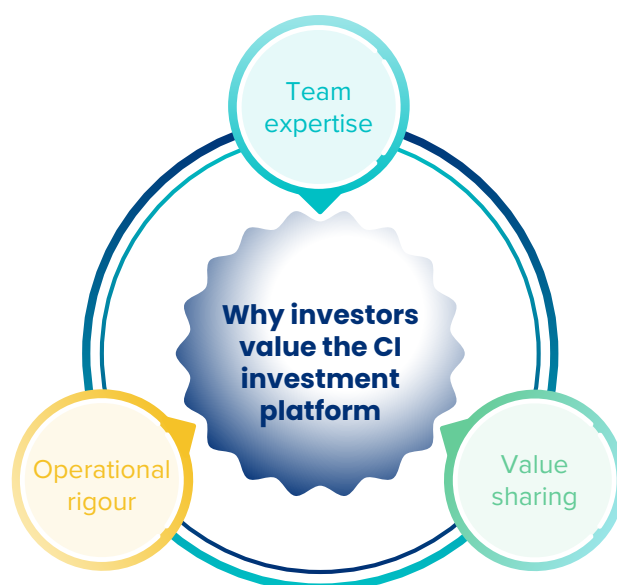 Team
expertise
Why investors
value the CI
investment
platform
Operational
rigour
Value
sharing